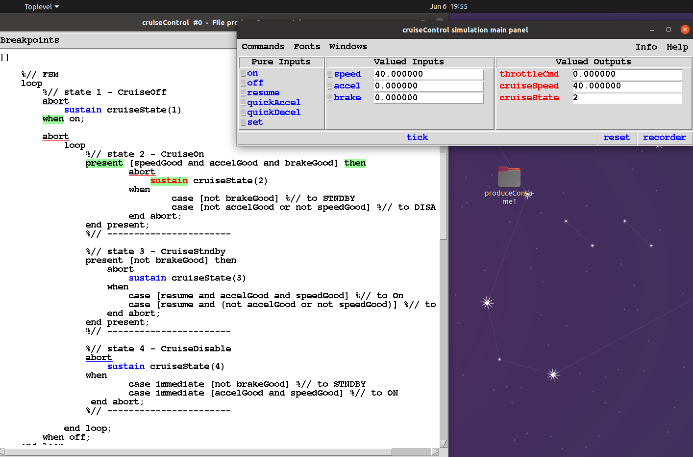 Toplevel
Jun 6 19:55
cruiseControl #0 - File
Breakpoints
[]
%// FSM
loop
%// state 1 - CruiseOff
abort
sustain cruiseState(1)
when on;
abort
loop
%// state 2 - CruiseOn
present [speedGood and accelGood and brakeGood] then
abort
sustain cruiseState(2)
when
case [not brakeGood] %// to STNDBY
case [not accelGood or not speedGood] %// to DISA
end abort;
end present;
%// -----------------------
%// state 3 - CruiseStndby
present [not brakeGood] then
abort
sustain cruiseState(3)
when
case [resume and accelGood and speedGood] %// to On
case [resume and (not accelGood or not speedGood)] %// to
end abort;
end present;
%// -----------------------
%// state 4 - CruiseDisable
abort
sustain cruiseState(4)
when
case immediate [not brakeGood] %// to STNDBY
case immediate [accelGood and speedGood] %// to ON
end abort;
%// -----------------------
end loop;
when off;
cruiseControl simulation main panel
Commands Fonts Windows Info Help
Pure Inputs Valued Inputs Valued Outputs
on
off
resume
quickAccel
quickDecel
set
speed 40.000000
accel 0.000000
brake 0.000000
throttleCmd 0.000000
cruiseSpeed 40.000000
cruiseState 2
tick reset recorder